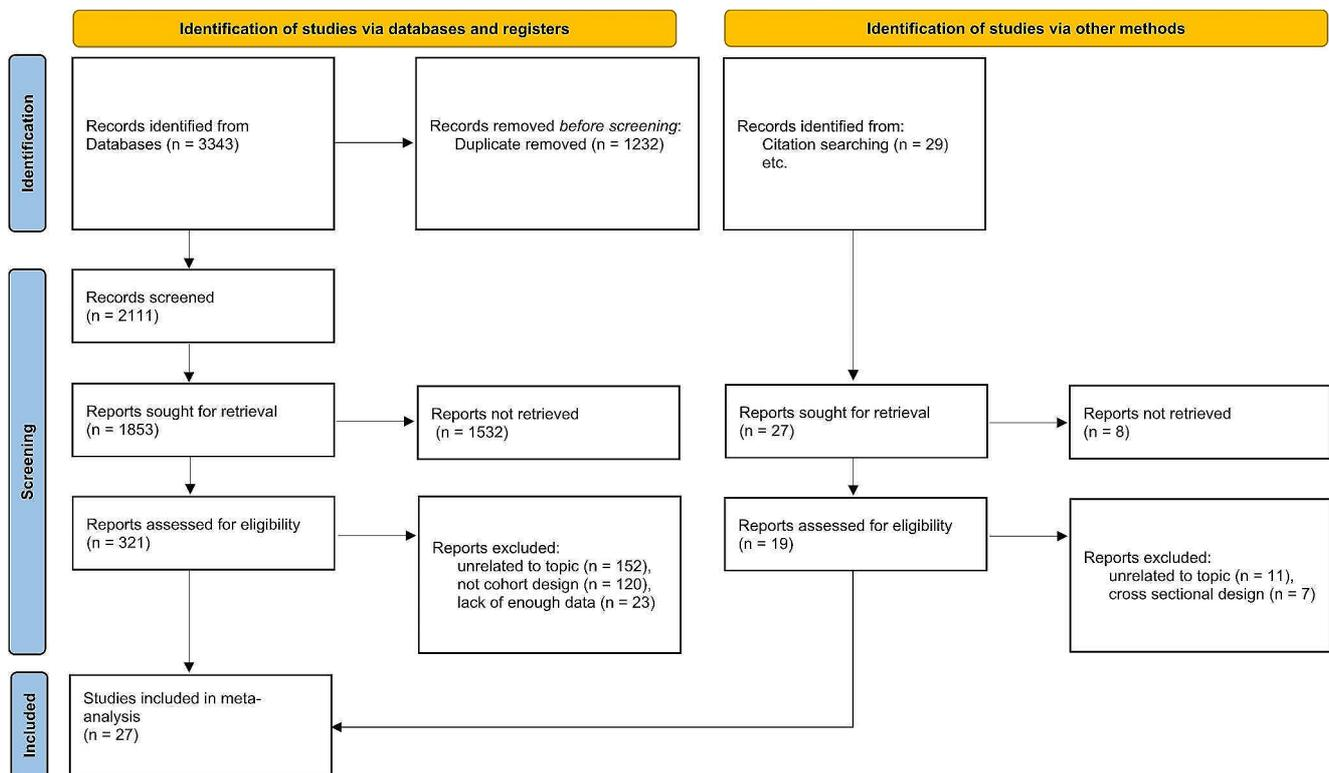 Identification of studies via databases and registers
Identification of studies via other methods
Identification
Records identified from
Databases (n = 3343)
Records removed before screening:
Duplicate removed (n = 1232)
Records identified from:
Citation searching (n = 29)
etc.
Screening
Records screened
(n = 2111)
Reports sought for retrieval
(n = 1853)
Reports not retrieved
(n = 1532)
Reports sought for retrieval
(n = 27)
Reports not retrieved
(n = 8)
Reports assessed for eligibility
(n = 321)
Reports excluded:
unrelated to topic (n = 152),
not cohort design (n = 120),
lack of enough data (n = 23)
Reports assessed for eligibility
(n = 19)
Reports excluded:
unrelated to topic (n = 11),
cross sectional design (n = 7)
Included
Studies included in meta-
analysis
(n = 27)